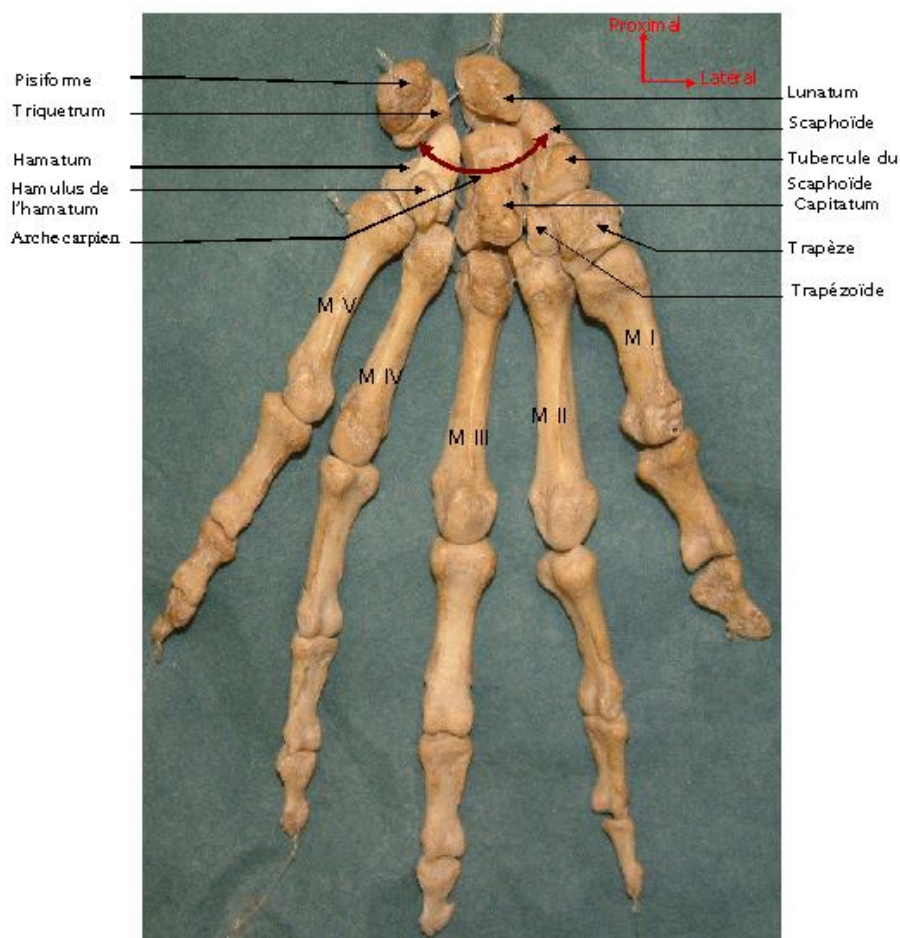 Proximal
Latéral
Pisiforme
Triquetrum
Hamatum
Hamulus de
l'hamatum
Arche carpien
Lunatum
Scaphoïde
Tubercule du
Scaphoïde
Capitatum
Trapèze
Trapézoïde
M V
M IV
M III
M II
M I